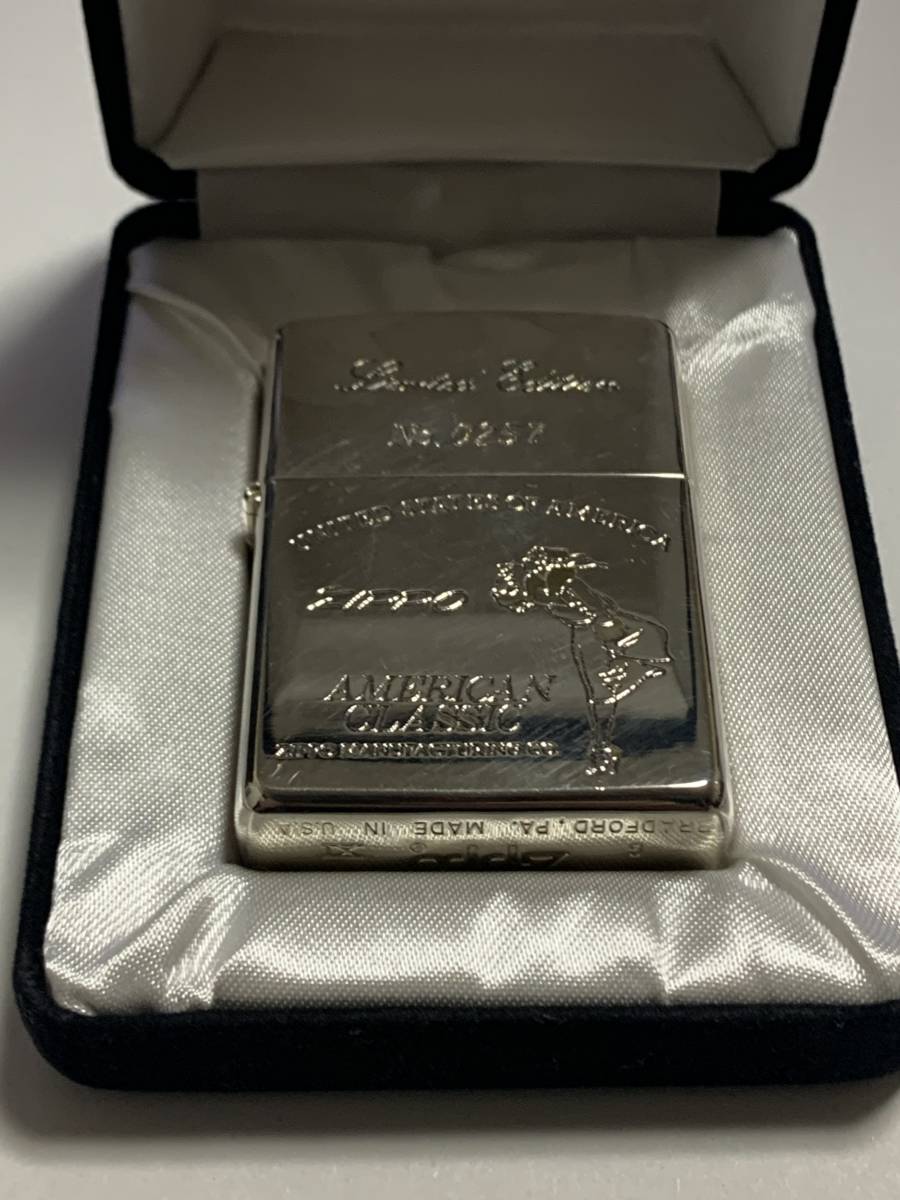 Limited Edition
No. 0257
UNITED STATES OF AMERICA
ZIPPO
AMERICAN
CLASSIC
ZIPPO MANUFACTURING CO
BRADFORD, PA. MADE IN U.S.A.
Zippo ®